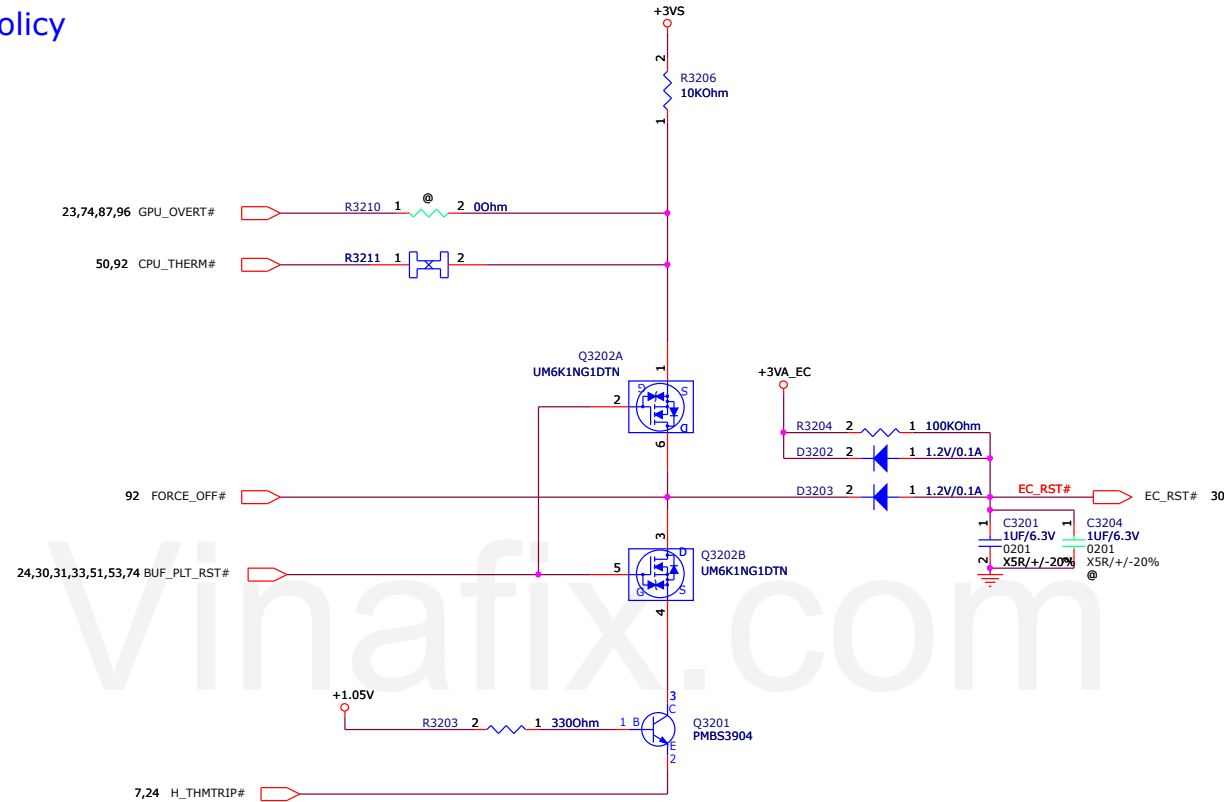 olicy
+3VS
2
R3206
10KOhm
1
23,74,87,96 GPU_OVERT# R3210 1 @ 2 0Ohm
50,92 CPU_THERM# R3211 1 2
Q3202A
UM6K1NG1DTN
1
2
G S
D
6
+3VA_EC
R3204 2 1 100KOhm
D3202 2 1 1.2V/0.1A
92 FORCE_OFF# D3203 2 1 1.2V/0.1A EC_RST# EC_RST# 30
1 C3201 1 C3204
1UF/6.3V 1UF/6.3V
0201 0201
2 X5R/+/-20% 2 X5R/+/-20%
@
3
D
Q3202B
UM6K1NG1DTN
24,30,31,33,51,53,74 BUF_PLT_RST# 5
G S
4
Vinafix.com
+1.05V
R3203 2 1 330Ohm 1 B
3
C
Q3201
PMBS3904
E
2
7,24 H_THMTRIP#